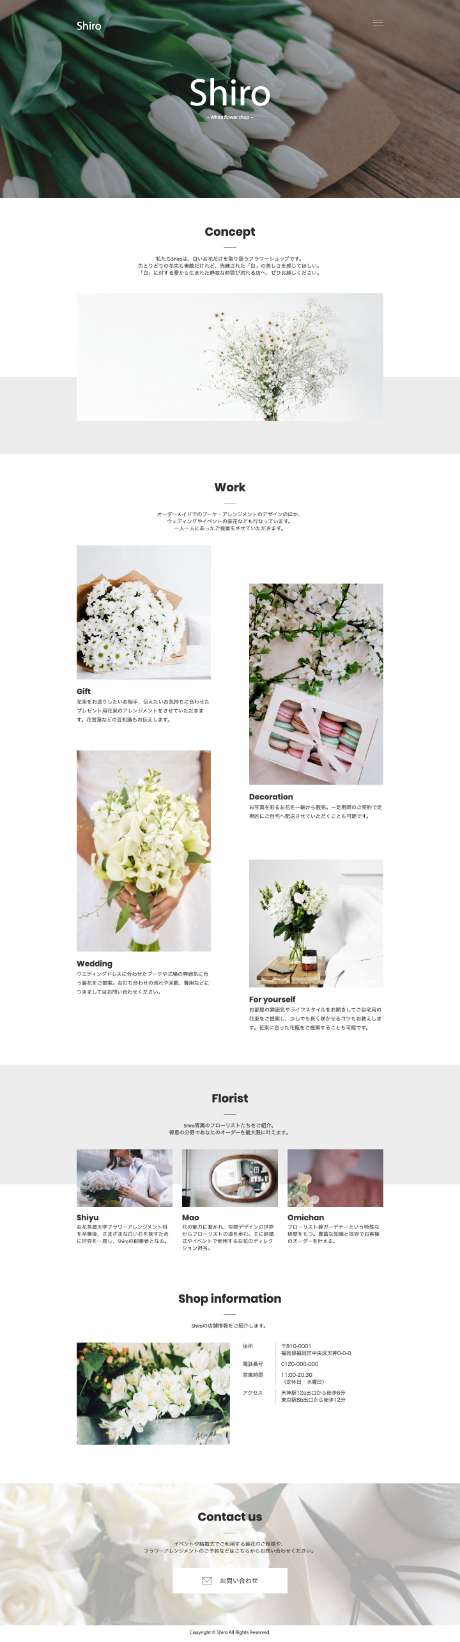 Shiro
Shiro
~ White flower shop ~
Concept
私たちShiroは、白いお花だけを取り扱うフラワーショップです。
色とりどりの花束も素敵だけれど、洗練された「白」の美しさを感じてほしい。
「白」に対する愛から生まれた静寂な時間が流れる店へ、ぜひお越しください。
Work
オーダーメイドでのブーケ・アレンジメントのデザインのほか、
ウェディングやイベントの装花なども行なっています。
一人一人にあったご提案をさせていただきます。
Gift
花束をお送りしたいお相手、伝えたいお気持ちに合わせた
プレゼント用花束のアレンジメントをさせていただきま
す。花言葉などの豆知識もお伝えします。
Decoration
お写真を彩るお花を一輪から販売。一定期間のご契約で定
期的にご自宅へ配送させていただくことも可能です。
Wedding
ウエディングドレスに合わせたブーケや式場の雰囲気に合
う装花をご提案。お打ち合わせの流れや回数、費用などに
つきましてはお問い合わせください。
For yourself
お部屋の雰囲気やライフスタイルをお聞きしてご自宅用の
花束をご提案し、少しでも長く咲かせるコツもお教えしま
す。花束に合った花瓶をご提案することも可能です。
Florist
Shiro専属のフローリストたちをご紹介。
得意の分野であなたのオーダーを最大限に叶えます。
Shiyu
お花茶屋大学フラワーアレンジメント科
を卒業後、さまざまな白い花を探すため
に世界を一周し、Shiroの創業者となる。
Mao
花の魅力に惹かれ、空間デザインの世界
からフローリストの道を歩む。主に結婚
式やイベントで使用するお花のディレク
ション担当。
Omichan
フローリスト兼ガーデナーという特殊な
経歴をもつ。豊富な知識と技術でお客様
のオーダーを叶える。
Shop information
Shiroの店舗情報をご紹介します。
住所
〒810-0001
福岡県福岡市中央区天神0-0-0
電話番号
0120-000-000
営業時間
11:00-20:30
（定休日：水曜日）
アクセス
天神駅12a出口から徒歩6分
東京駅8b出口から徒歩12分
Contact us
イベントや結婚式でご利用する装花のご相談や、
フラワーアレンジメントのご予約などはこちらからお問い合わせください。
お問い合わせ
Copyright © Shiro All Rights Reserved.